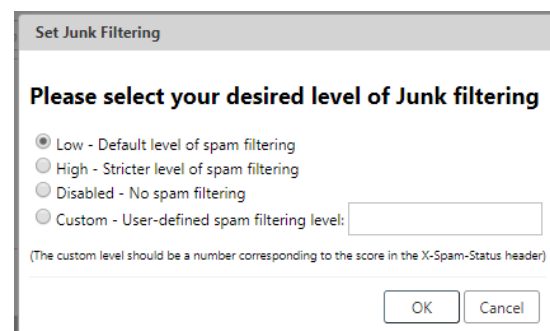 Set Junk Filtering
Please select your desired level of Junk filtering
Low - Default level of spam filtering
High - Stricter level of spam filtering
Disabled - No spam filtering
Custom - User-defined spam filtering level:
(The custom level should be a number corresponding to the score in the X-Spam-Status header)
OK Cancel